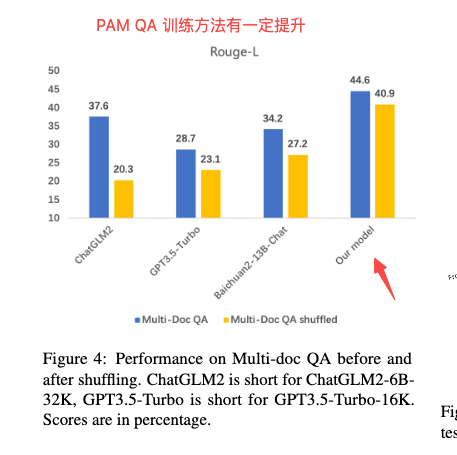 PAM QA 训练方法有一定提升
Rouge-L
50
45
40
35
30
25
20
15
10
37.6
20.3
28.7
23.1
34.2
27.2
44.6
40.9
ChatGLM2
GPT3.5-Turbo
Baichuan2-13B-Chat
Our model
Multi-Doc QA
Multi-Doc QA shuffled
Figure 4: Performance on Multi-doc QA before and
after shuffling. ChatGLM2 is short for ChatGLM2-6B-
32K, GPT3.5-Turbo is short for GPT3.5-Turbo-16K.
Scores are in percentage.